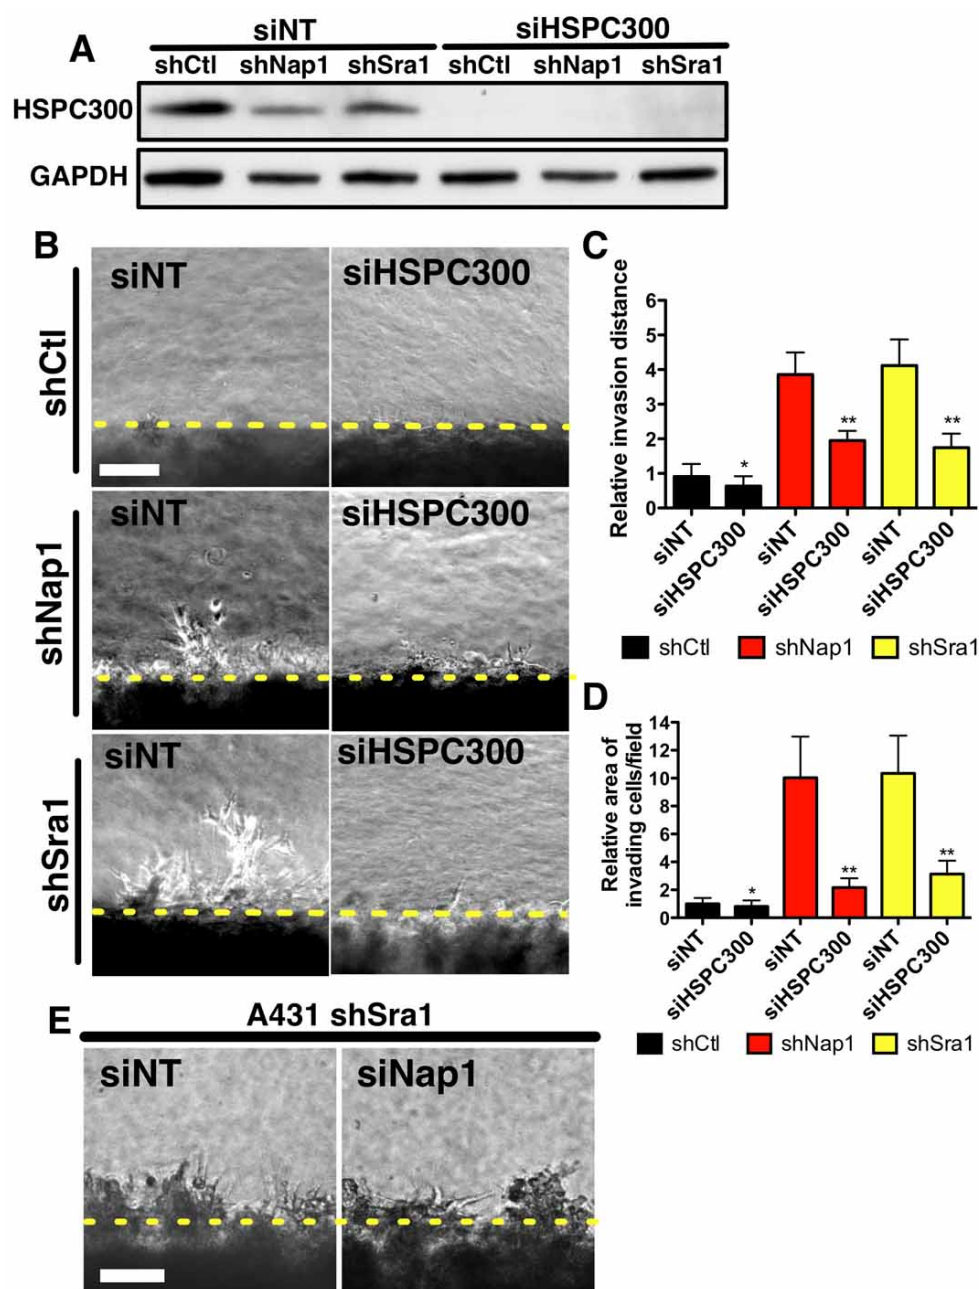 A
siNT siHSPC300
shCtl shNap1 shSra1 shCtl shNap1 shSra1
HSPC300
GAPDH
B
shCtl
siNT siHSPC300
shNap1
siNT siHSPC300
shSra1
siNT siHSPC300
C
Relative invasion distance
6
5
4
3
2
1
0
* ** **
siNT siHSPC300 siNT siHSPC300 siNT siHSPC300
shCtl shNap1 shSra1
D
Relative area of
invading cells/field
14
12
10
8
6
4
2
0
* ** **
siNT siHSPC300 siNT siHSPC300 siNT siHSPC300
shCtl shNap1 shSra1
E
A431 shSra1
siNT siNap1